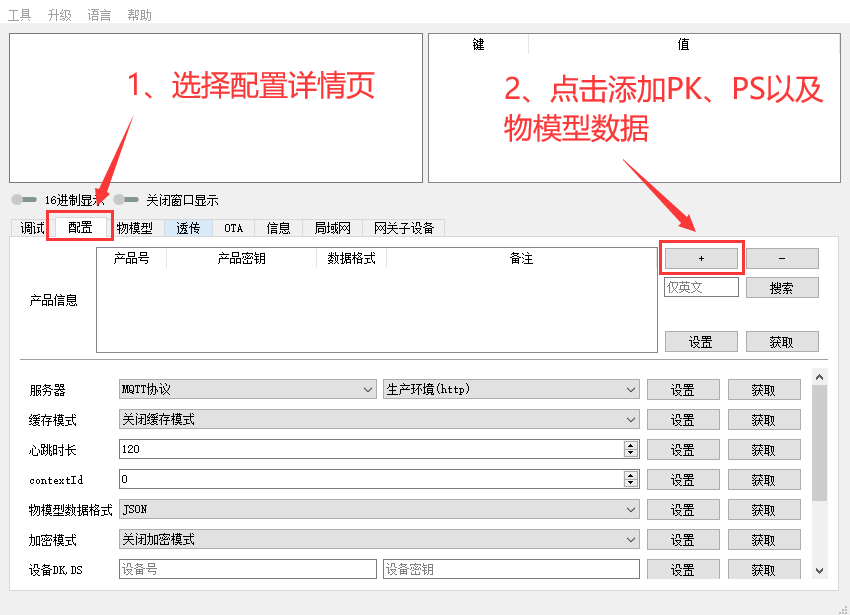 工具 升级 语言 帮助
键 值
1、选择配置详情页
2、点击添加PK、PS以及
物模型数据
16进制显示 关闭窗口显示
调试 配置 物模型 透传 OTA 信息 局域网 网关子设备
产品号 产品密钥 数据格式 备注 + −
产品信息
仅英文 搜索
设置 获取
服务器 MQTT协议 生产环境(http) 设置 获取
缓存模式 关闭缓存模式 设置 获取
心跳时长 120 设置 获取
contextId 0 设置 获取
物模型数据格式 JSON 设置 获取
加密模式 关闭加密模式 设置 获取
设备DK,DS 设备号 设备密钥 设置 获取